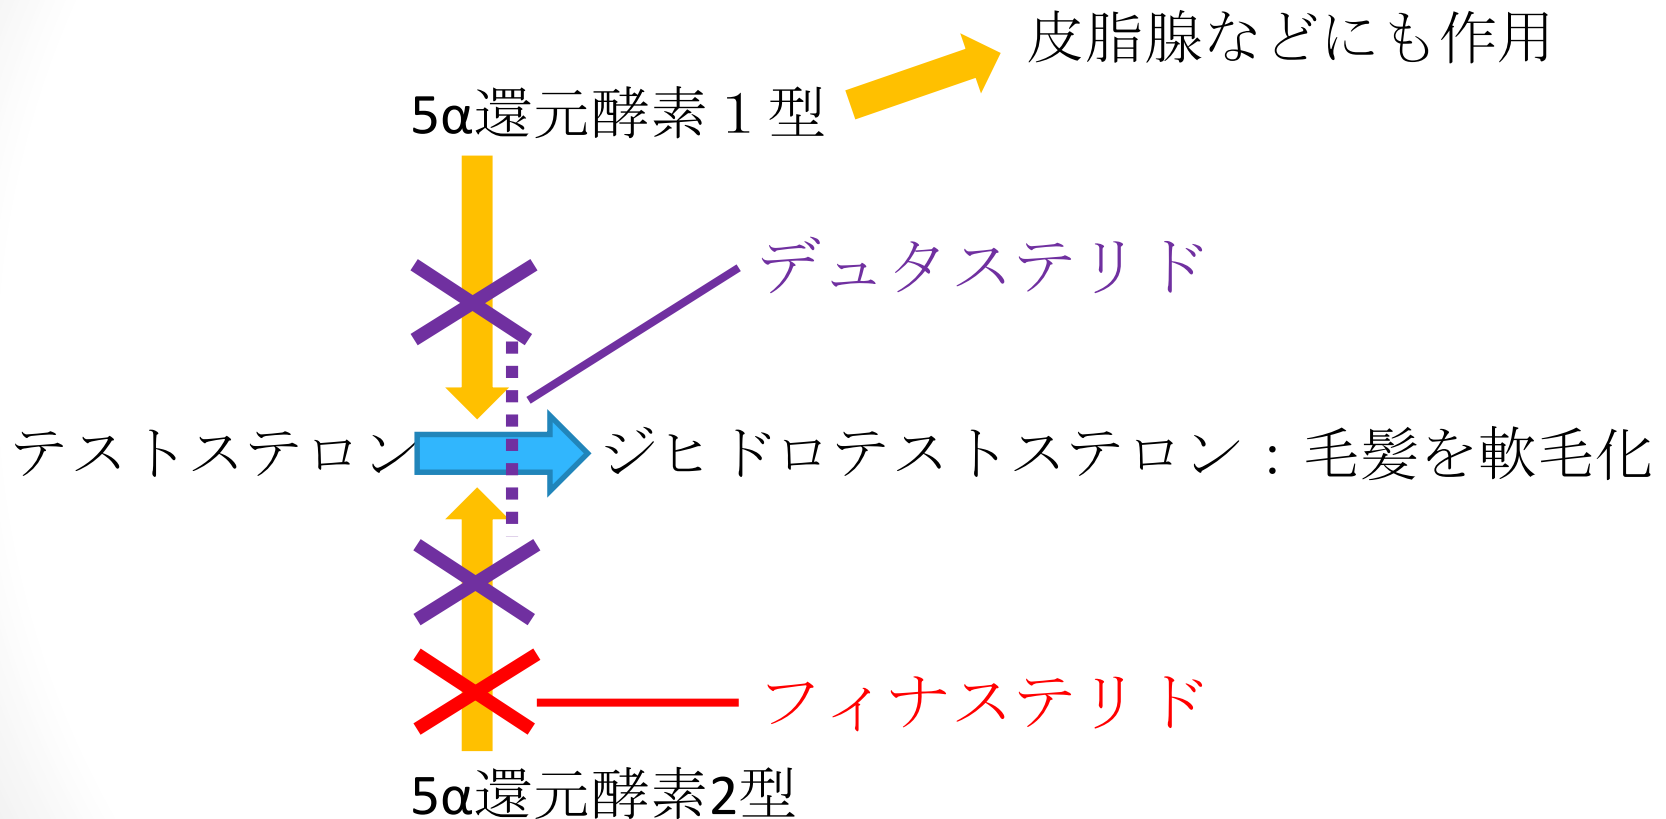 皮脂腺などにも作用
5α還元酵素１型
デュタステリド
テストステロン ジヒドロテストステロン：毛髪を軟毛化
フィナステリド
5α還元酵素2型